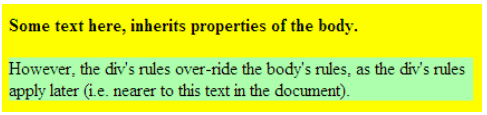 Some text here, inherits properties of the body.
However, the div's rules over-ride the body's rules, as the div's rules
apply later (i.e. nearer to this text in the document).